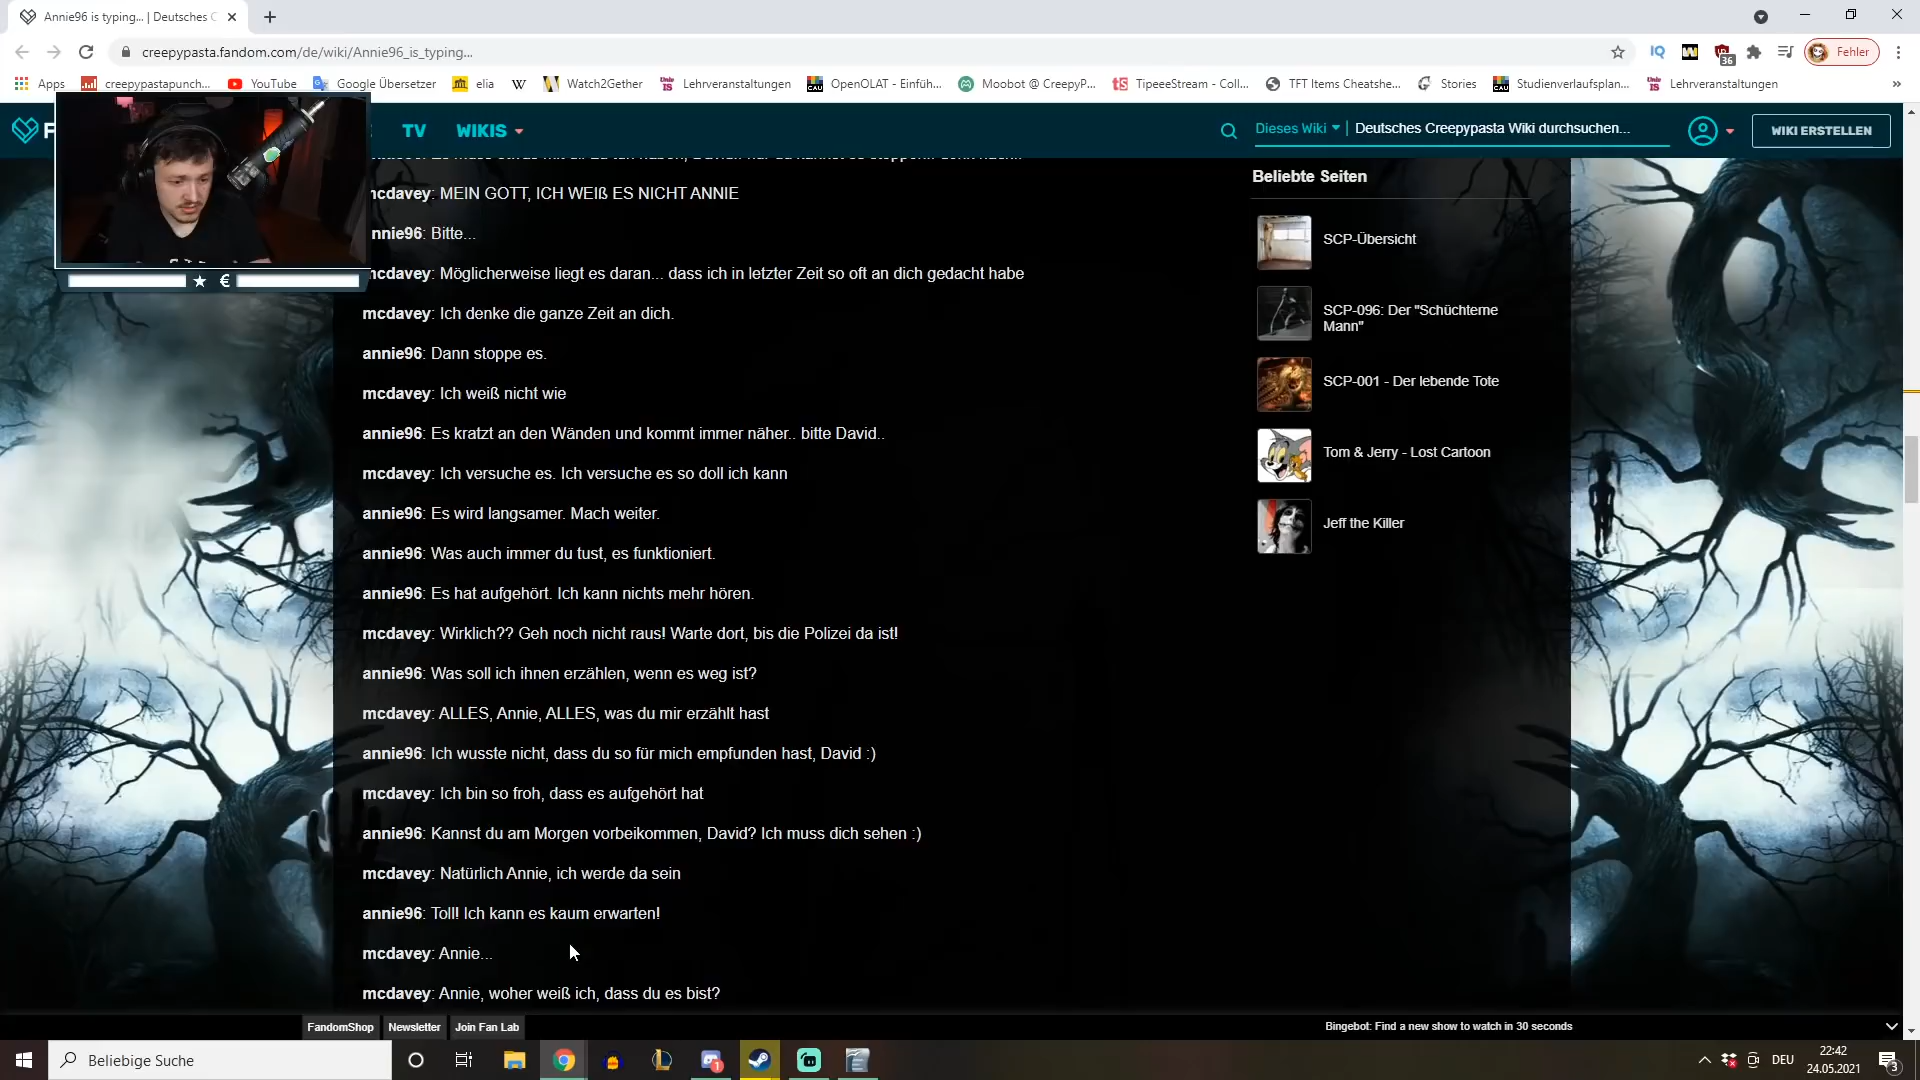 Annie96 is typing... | Deutsches C
creepypasta.fandom.com/de/wiki/Annie96_is_typing...
IQ
36
Fehler
Apps
creepypastapunch...
YouTube
Google Übersetzer
elia
W
Watch2Gether
Lehrveranstaltungen
OpenOLAT – Einfüh...
Moobot @ CreepyP...
TipeeeStream - Coll...
TFT Items Cheatshe...
Stories
Studienverlaufsplan...
Lehrveranstaltungen
F
TV
WIKIS
Dieses Wiki
Deutsches Creepypasta Wiki durchsuchen...
WIKI ERSTELLEN
mcdavey: MEIN GOTT, ICH WEIß ES NICHT ANNIE
annie96: Bitte...
mcdavey: Möglicherweise liegt es daran... dass ich in letzter Zeit so oft an dich gedacht habe
mcdavey: Ich denke die ganze Zeit an dich.
annie96: Dann stoppe es.
mcdavey: Ich weiß nicht wie
annie96: Es kratzt an den Wänden und kommt immer näher.. bitte David..
mcdavey: Ich versuche es. Ich versuche es so doll ich kann
annie96: Es wird langsamer. Mach weiter.
annie96: Was auch immer du tust, es funktioniert.
annie96: Es hat aufgehört. Ich kann nichts mehr hören.
mcdavey: Wirklich?? Geh noch nicht raus! Warte dort, bis die Polizei da ist!
annie96: Was soll ich ihnen erzählen, wenn es weg ist?
mcdavey: ALLES, Annie, ALLES, was du mir erzählt hast
annie96: Ich wusste nicht, dass du so für mich empfunden hast, David :)
mcdavey: Ich bin so froh, dass es aufgehört hat
annie96: Kannst du am Morgen vorbeikommen, David? Ich muss dich sehen :)
mcdavey: Natürlich Annie, ich werde da sein
annie96: Toll! Ich kann es kaum erwarten!
mcdavey: Annie...
mcdavey: Annie, woher weiß ich, dass du es bist?
Beliebte Seiten
SCP-Übersicht
SCP-096: Der "Schüchterne
Mann"
SCP-001 - Der lebende Tote
Tom & Jerry - Lost Cartoon
Jeff the Killer
€
FandomShop
Newsletter
Join Fan Lab
Bingebot: Find a new show to watch in 30 seconds
Beliebige Suche
1
DEU
22:42
24.05.2021
3